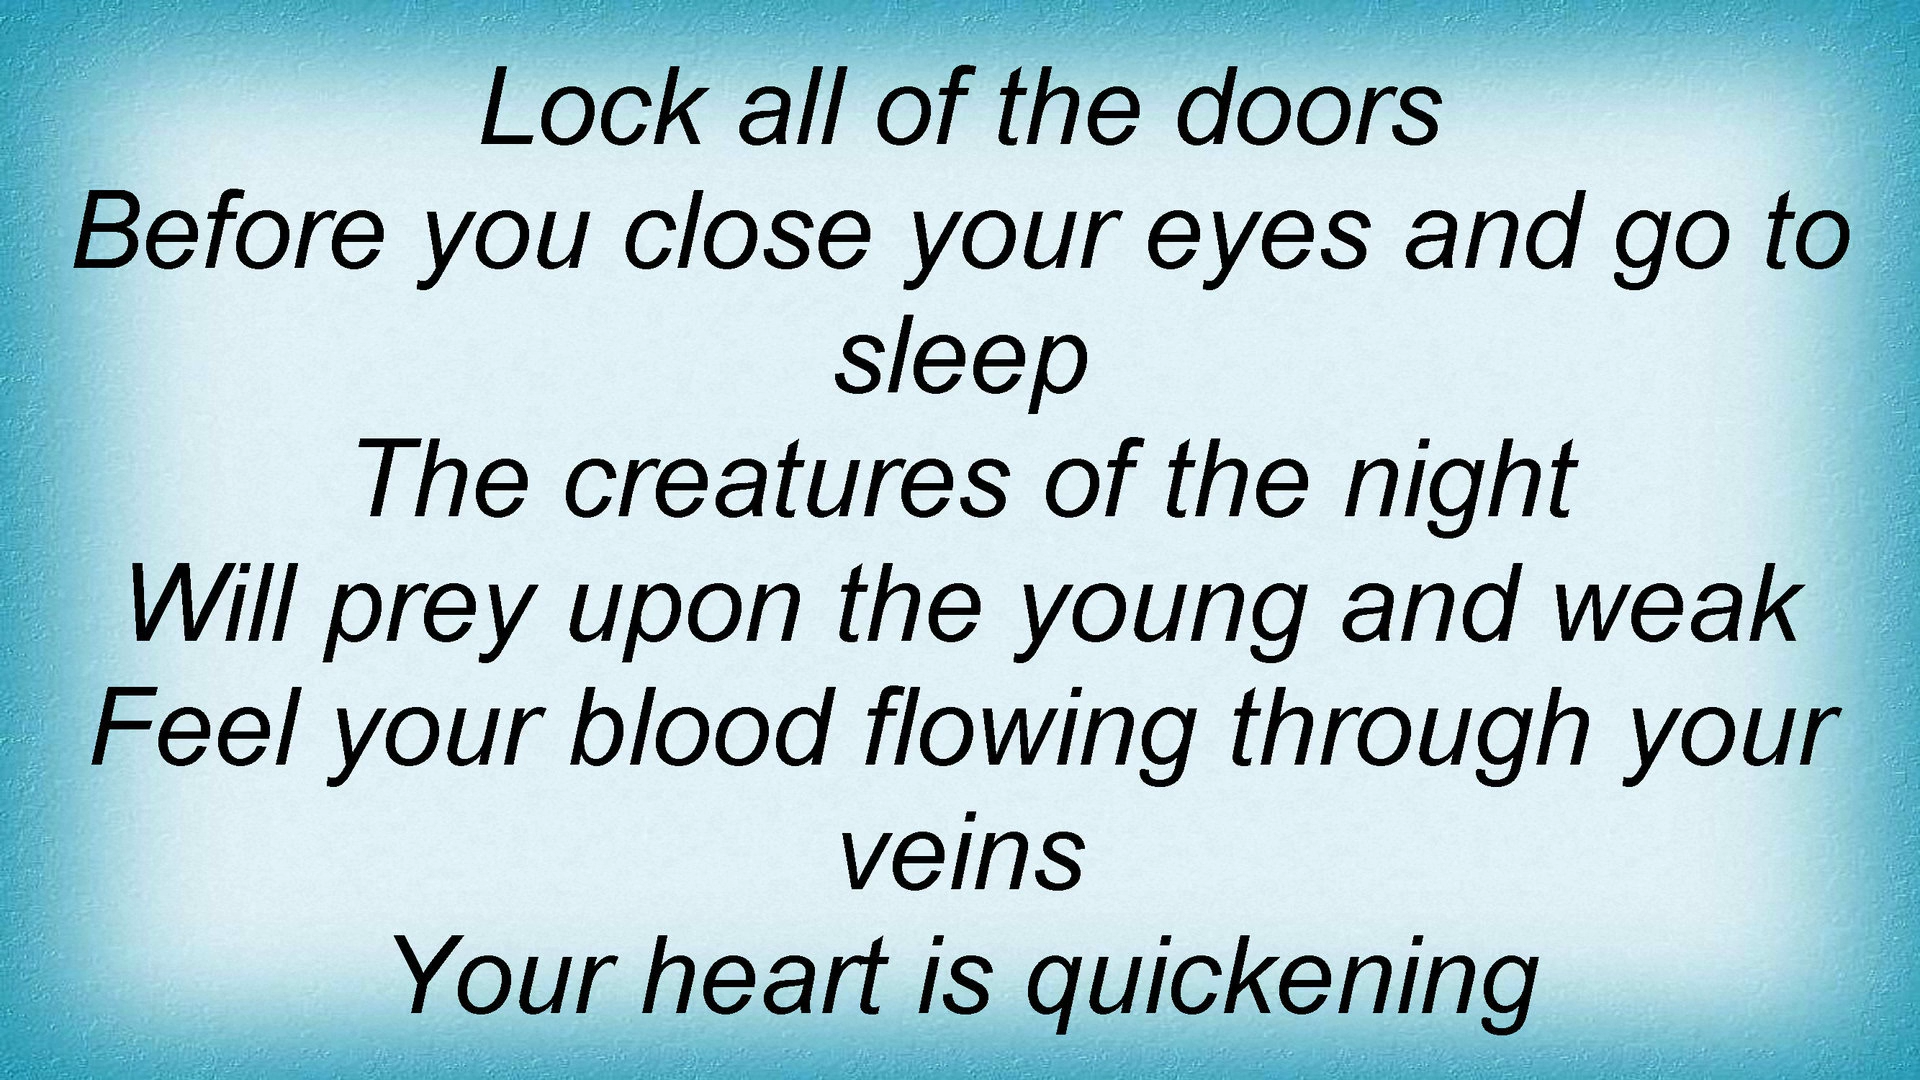 Lock all of the doors
Before you close your eyes and go to
sleep
The creatures of the night
Will prey upon the young and weak
Feel your blood flowing through your
veins
Your heart is quickening